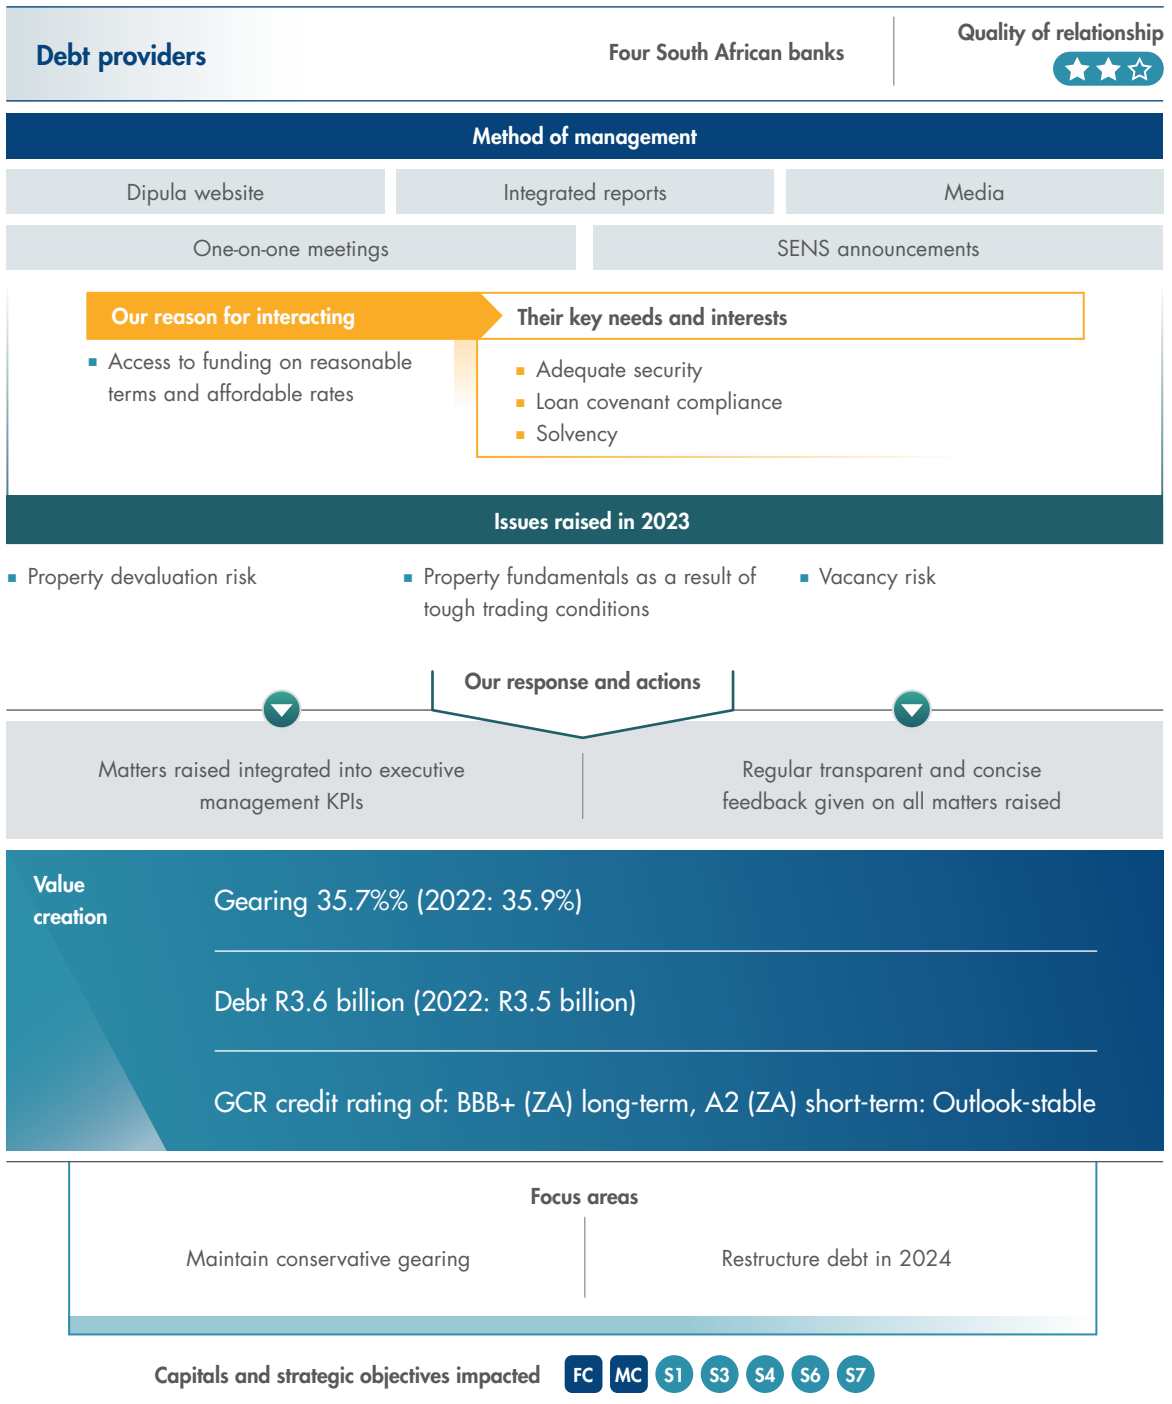 Debt providers
Four South African banks
Quality of relationship
Method of management
Dipula website
Integrated reports
Media
One-on-one meetings
SENS announcements
Our reason for interacting
Access to funding on reasonable
terms and affordable rates
Their key needs and interests
Adequate security
Loan covenant compliance
Solvency
Issues raised in 2023
Property devaluation risk
Property fundamentals as a result of
tough trading conditions
Vacancy risk
Our response and actions
Matters raised integrated into executive
management KPIs
Regular transparent and concise
feedback given on all matters raised
Value
creation
Gearing 35.7%% (2022: 35.9%)
Debt R3.6 billion (2022: R3.5 billion)
GCR credit rating of: BBB+ (ZA) long-term, A2 (ZA) short-term: Outlook-stable
Focus areas
Maintain conservative gearing
Restructure debt in 2024
Capitals and strategic objectives impacted FC MC S1 S3 S4 S6 S7